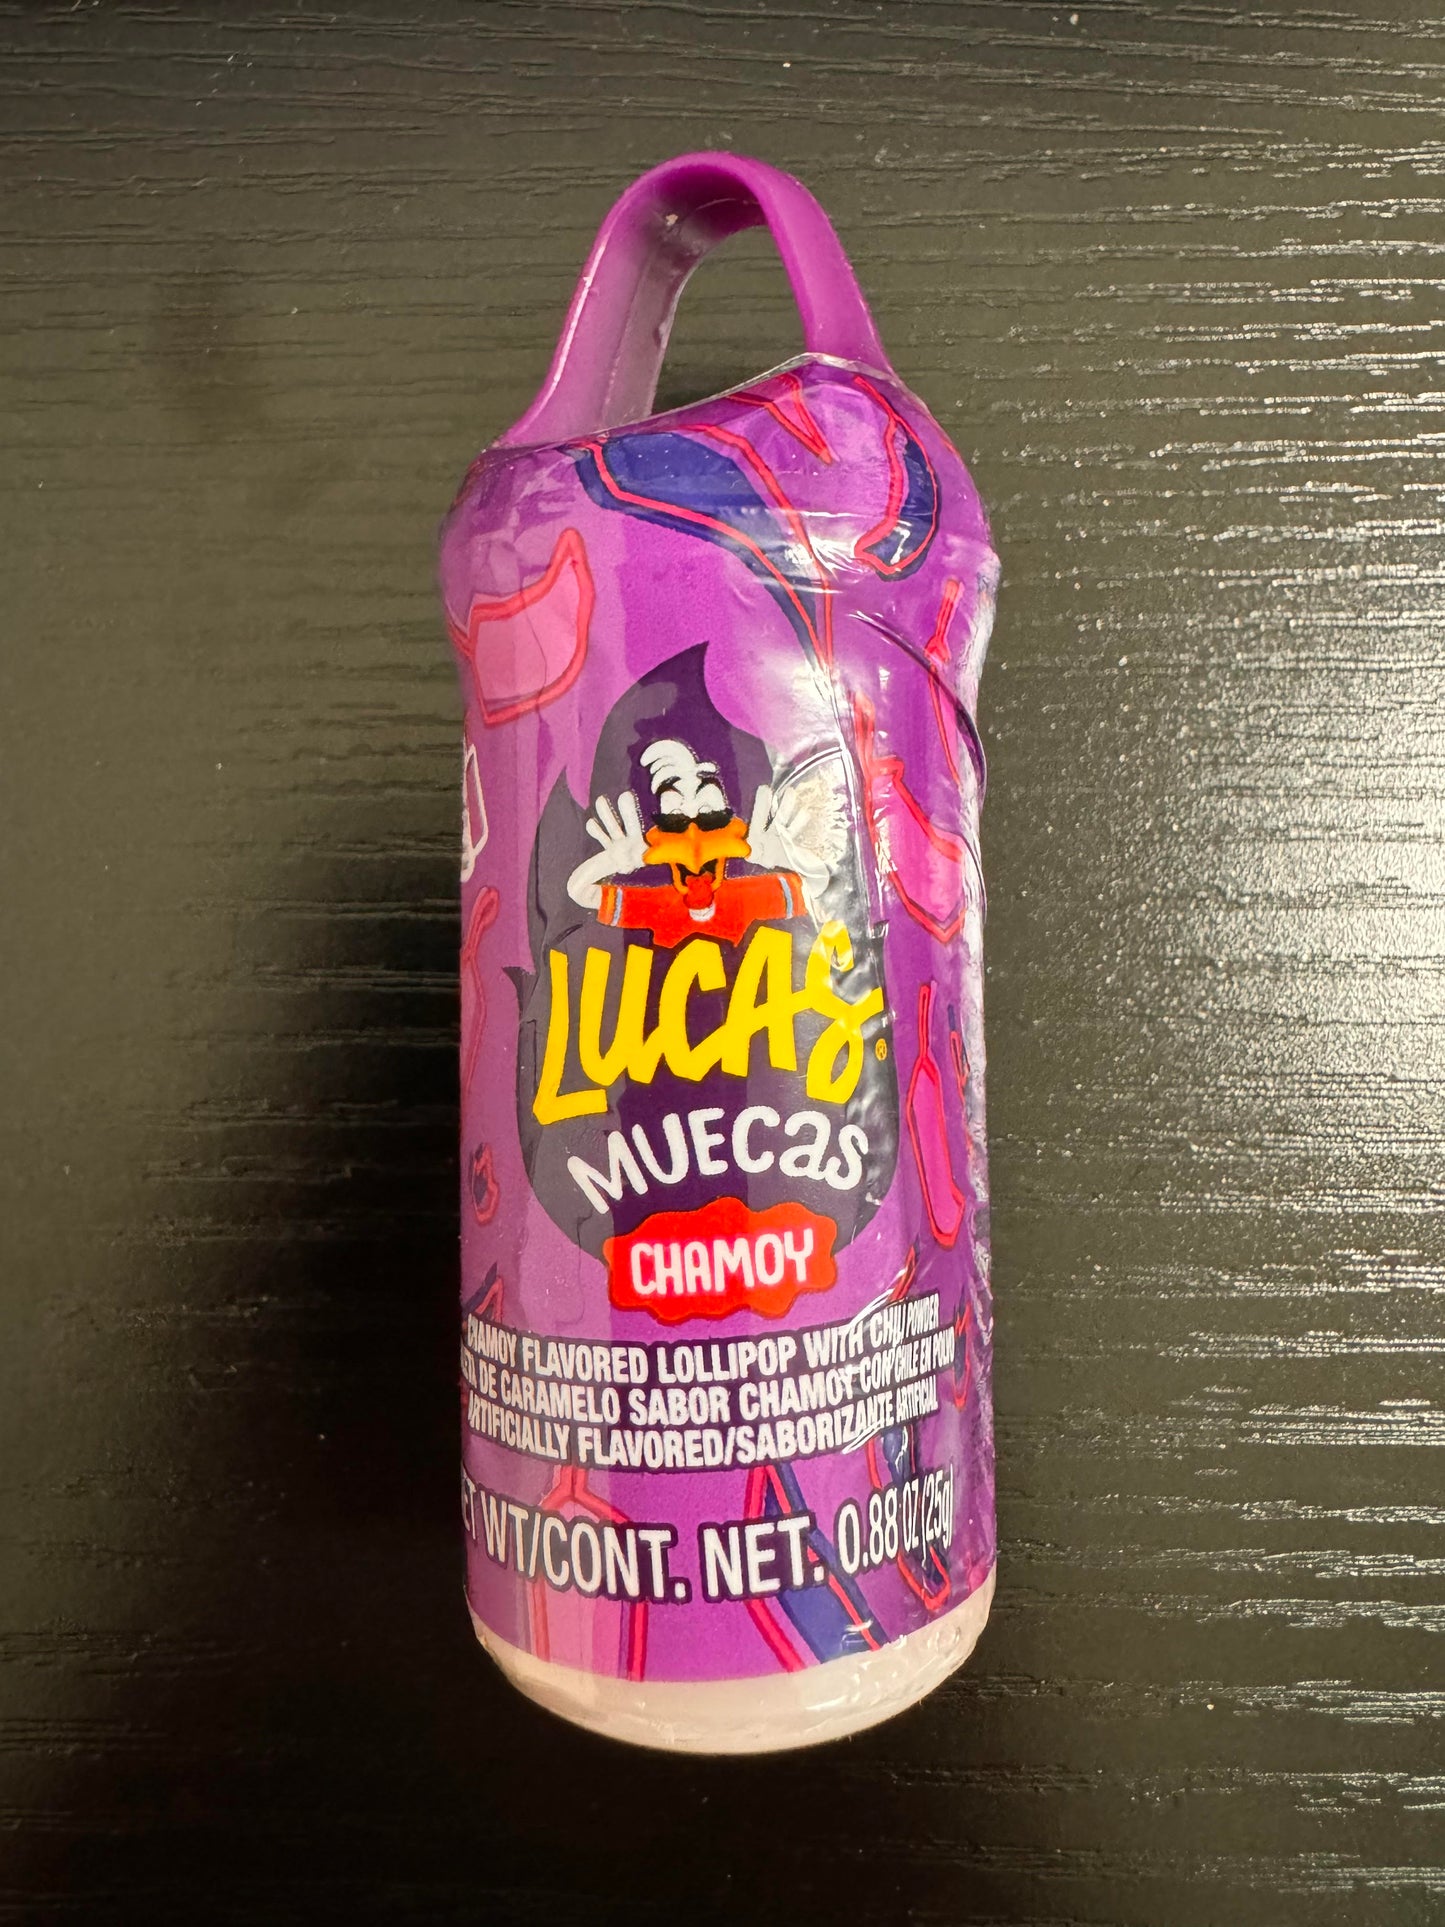 LUCAS®
MUECAS
CHAMOY
CHAMOY FLAVORED LOLLIPOP WITH CHILI POWDER
DE CARAMELO SABOR CHAMOY CON CHILE EN
ARTIFICIALLY FLAVORED/SABORIZANTE ARTIFICIAL
WT/CONT. NET. 0.88 OZ (25g)